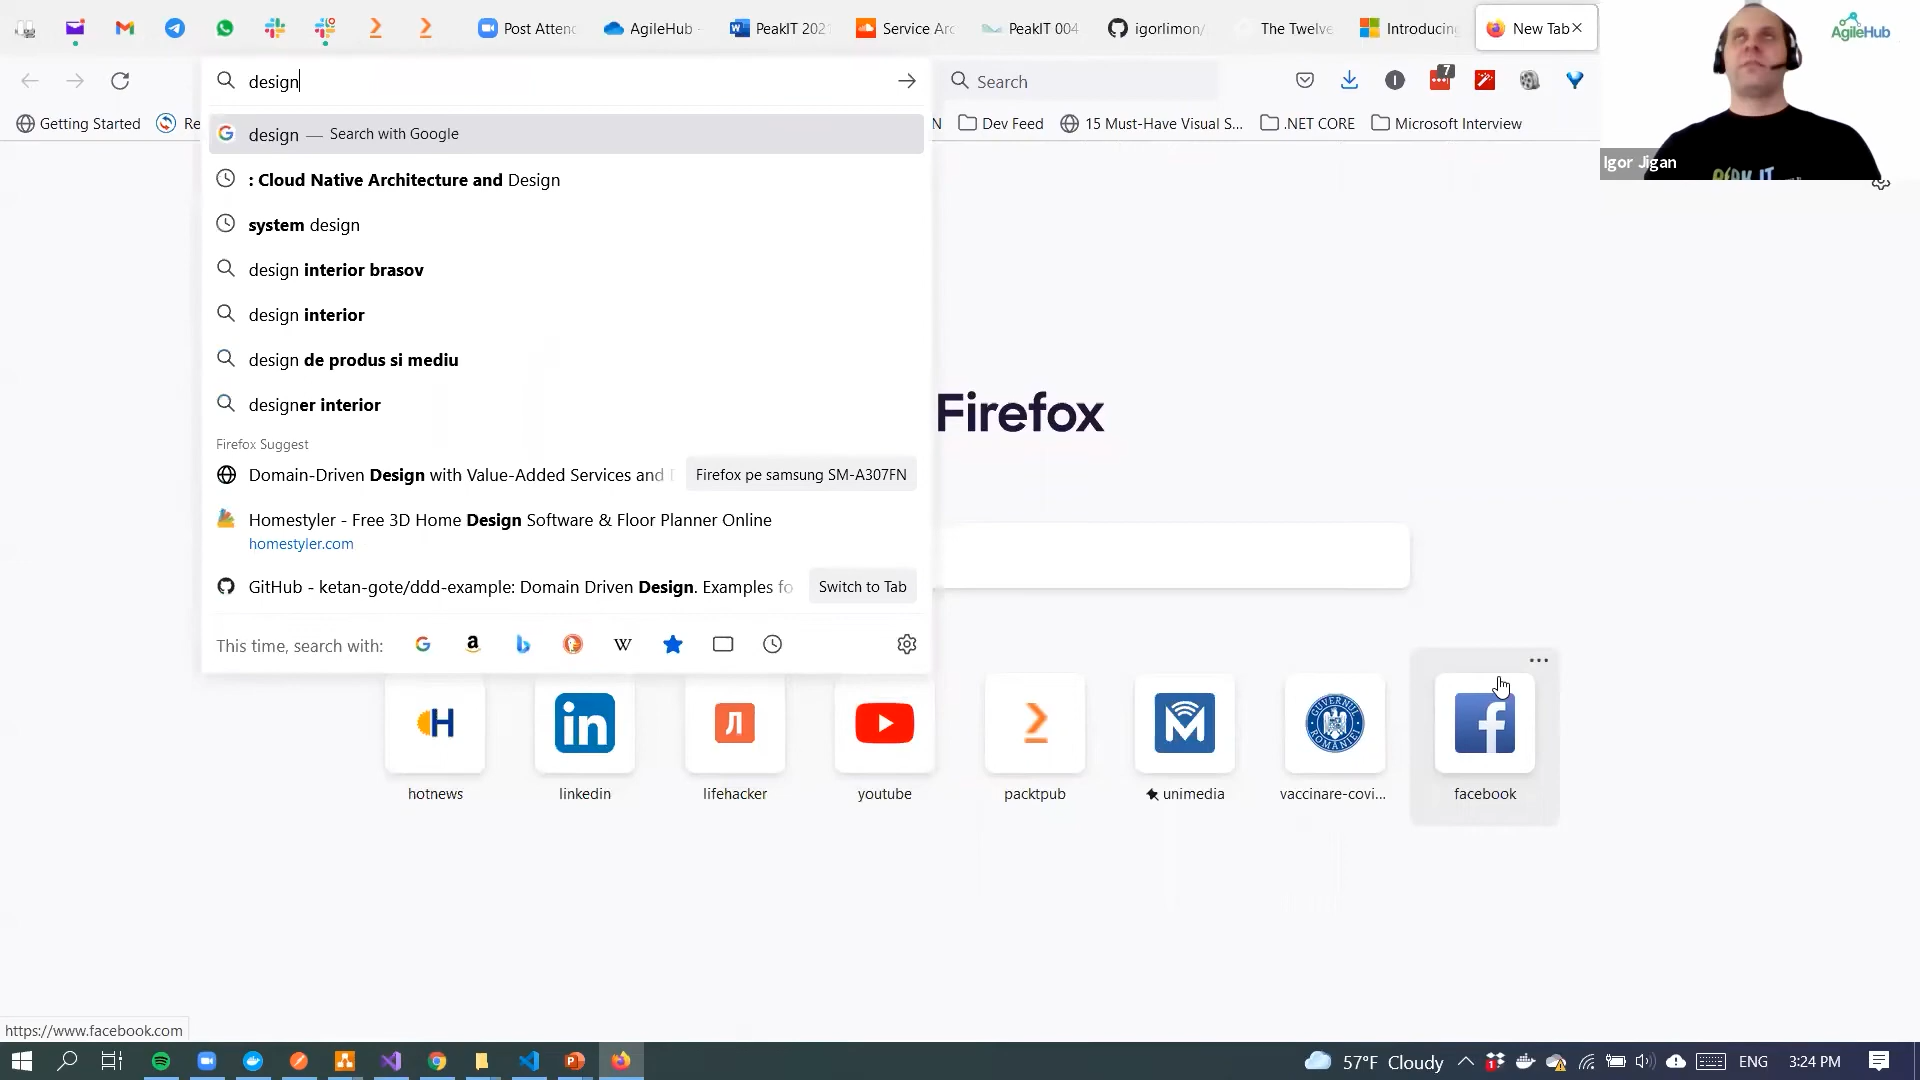 Post Atten
AgileHub
PeakIT 202
Service Arc
PeakIT 004
igorlimon/
The Twelve
Introducing
New Tab
AgileHub
design
Search
7
Getting Started
Re
N
Dev Feed
15 Must-Have Visual S...
.NET CORE
Microsoft Interview
Igor Jigan
PEAK IT
design — Search with Google
: Cloud Native Architecture and Design
system design
design interior brasov
design interior
design de produs si mediu
designer interior
Firefox Suggest
Domain-Driven Design with Value-Added Services and
Firefox pe samsung SM-A307FN
Homestyler - Free 3D Home Design Software & Floor Planner Online
homestyler.com
GitHub - ketan-gote/ddd-example: Domain Driven Design. Examples fo
Switch to Tab
This time, search with:
Firefox
hotnews
linkedin
lifehacker
youtube
packtpub
unimedia
vaccinare-covi...
facebook
https://www.facebook.com
57°F Cloudy
ENG
3:24 PM